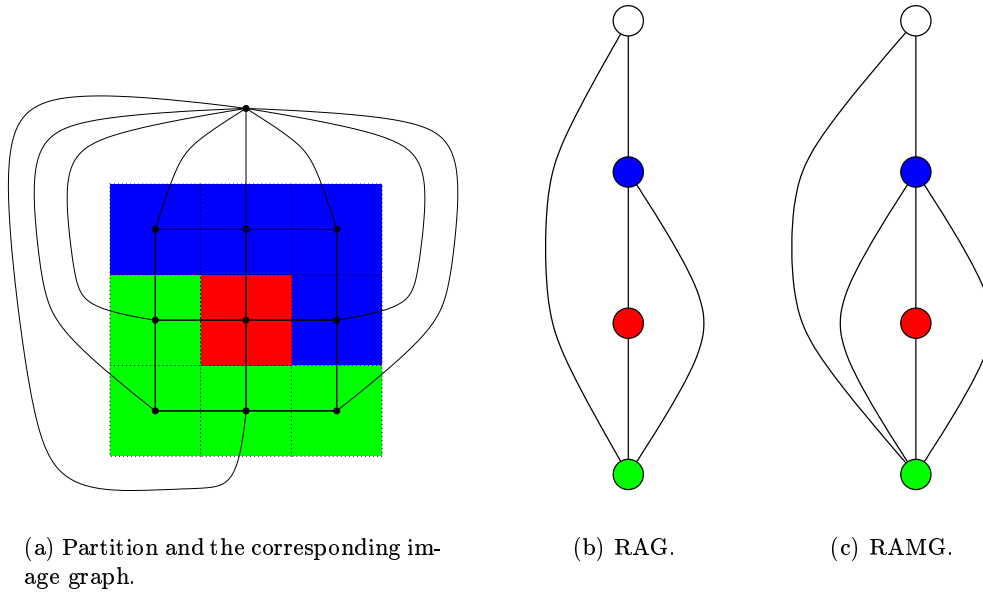 (a) Partition and the corresponding im-
age graph.
(b) RAG.
(c) RAMG.